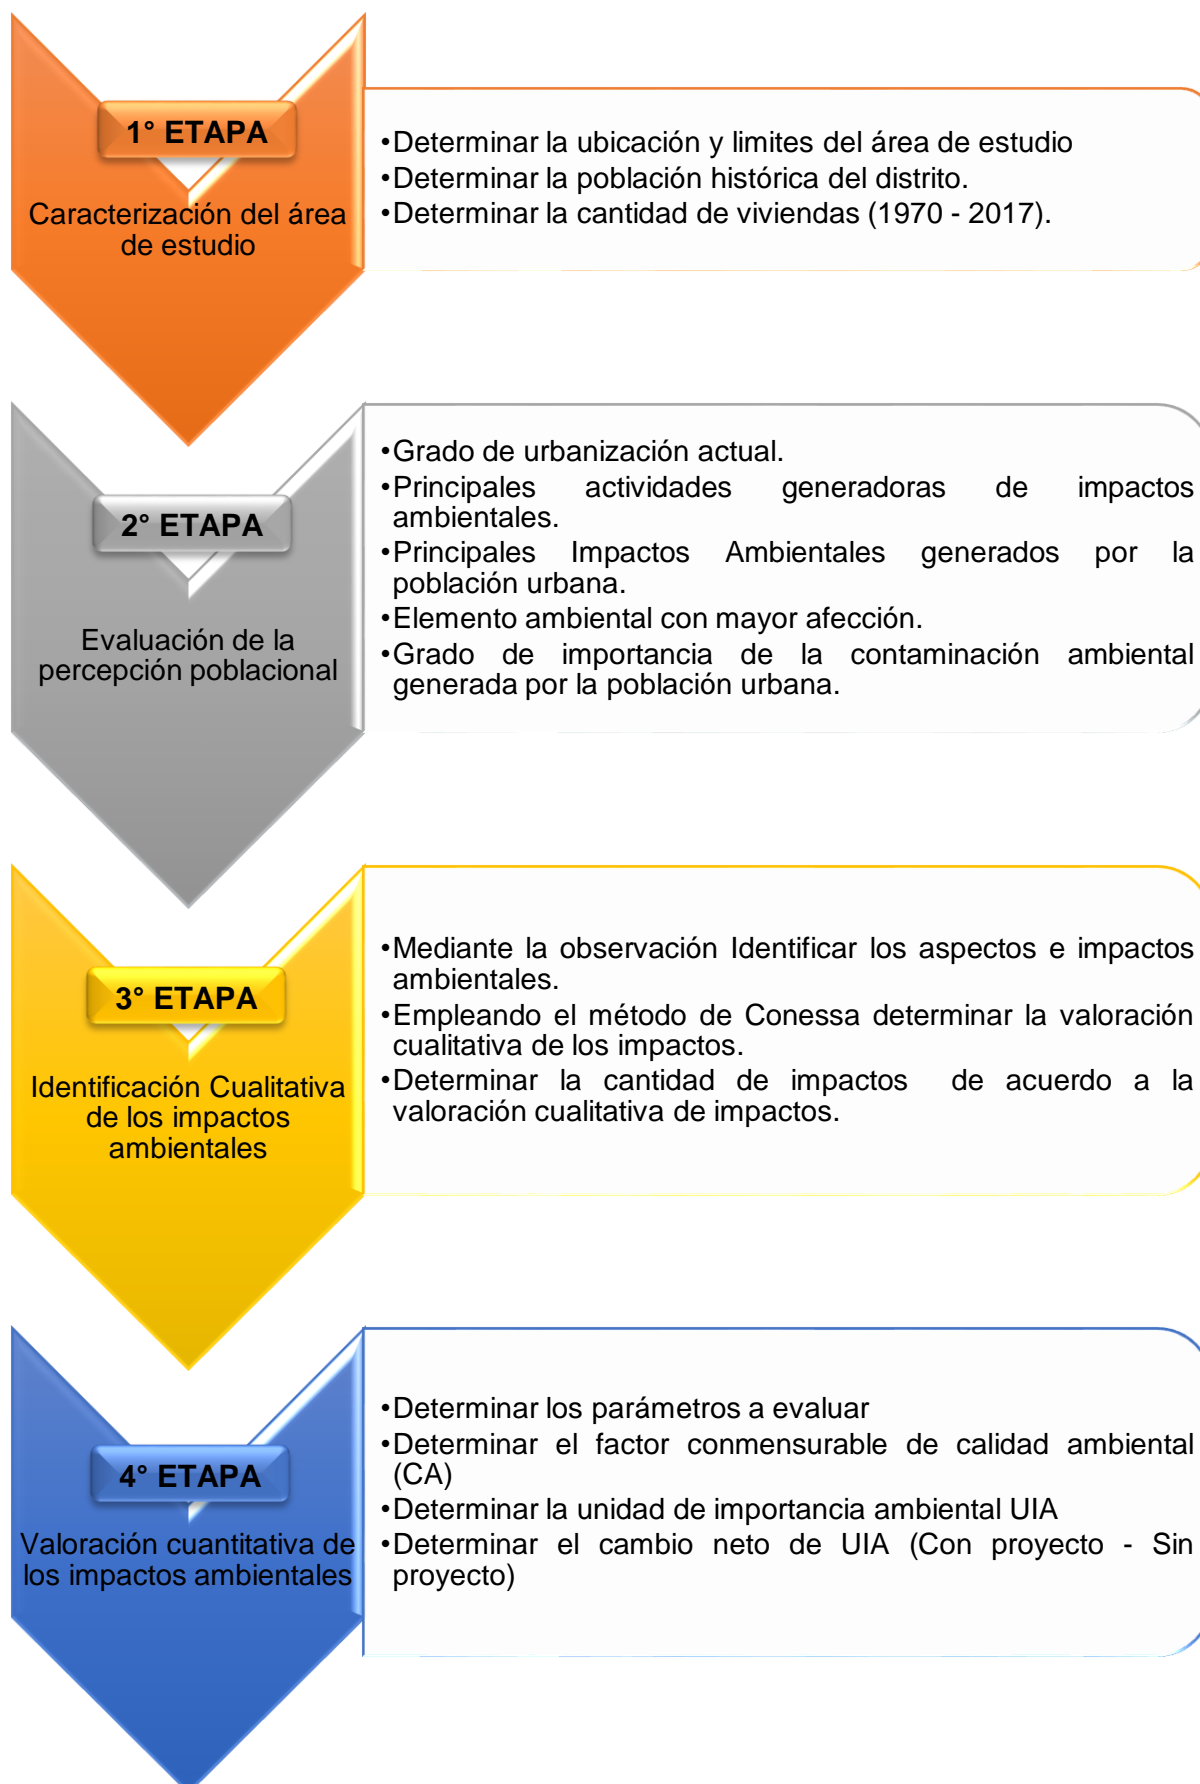 1° ETAPA
Caracterización del área
de estudio
•Determinar la ubicación y limites del área de estudio
•Determinar la población histórica del distrito.
•Determinar la cantidad de viviendas (1970 - 2017).
2° ETAPA
Evaluación de la
percepción poblacional
•Grado de urbanización actual.
•Principales actividades generadoras de impactos
ambientales.
•Principales Impactos Ambientales generados por la
población urbana.
•Elemento ambiental con mayor afección.
•Grado de importancia de la contaminación ambiental
generada por la población urbana.
3° ETAPA
Identificación Cualitativa
de los impactos
ambientales
•Mediante la observación Identificar los aspectos e impactos
ambientales.
•Empleando el método de Conessa determinar la valoración
cualitativa de los impactos.
•Determinar la cantidad de impactos de acuerdo a la
valoración cualitativa de impactos.
4° ETAPA
Valoración cuantitativa de
los impactos ambientales
•Determinar los parámetros a evaluar
•Determinar el factor conmensurable de calidad ambiental
(CA)
•Determinar la unidad de importancia ambiental UIA
•Determinar el cambio neto de UIA (Con proyecto - Sin
proyecto)